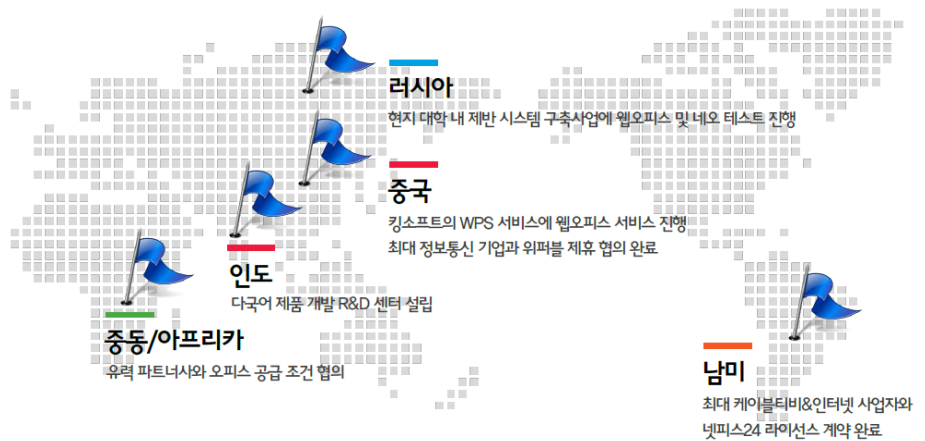 러시아
현지 대학 내 제반 시스템 구축사업에 웹오피스 및 네오 테스트 진행
중국
킹소프트의 WPS 서비스에 웹오피스 서비스 진행
최대 정보통신 기업과 위퍼블 제휴 협의 완료
인도
다국어 제품 개발 R&D 센터 설립
중동/아프리카
유력 파트너사와 오피스 공급 조건 협의
남미
최대 케이블티비&인터넷 사업자와
넷피스24 라이선스 계약 완료